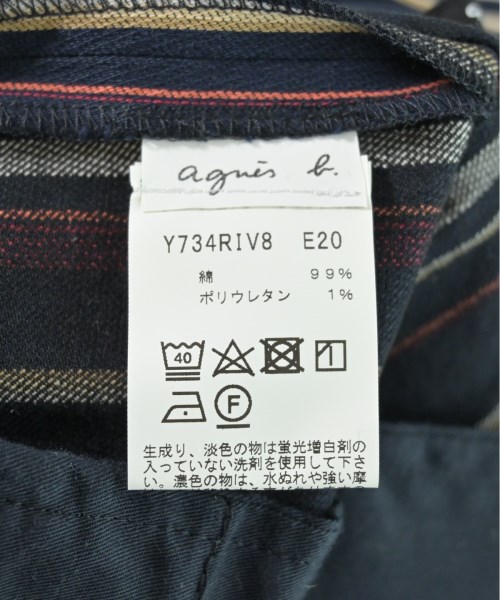 agnès b.
Y734RIV8 E20
綿 99%
ポリウレタン 1%
40
F
生成り、淡色の物は蛍光増白剤の
入っていない洗剤を使用して下さ
い。濃色の物は、水ぬれや強い摩